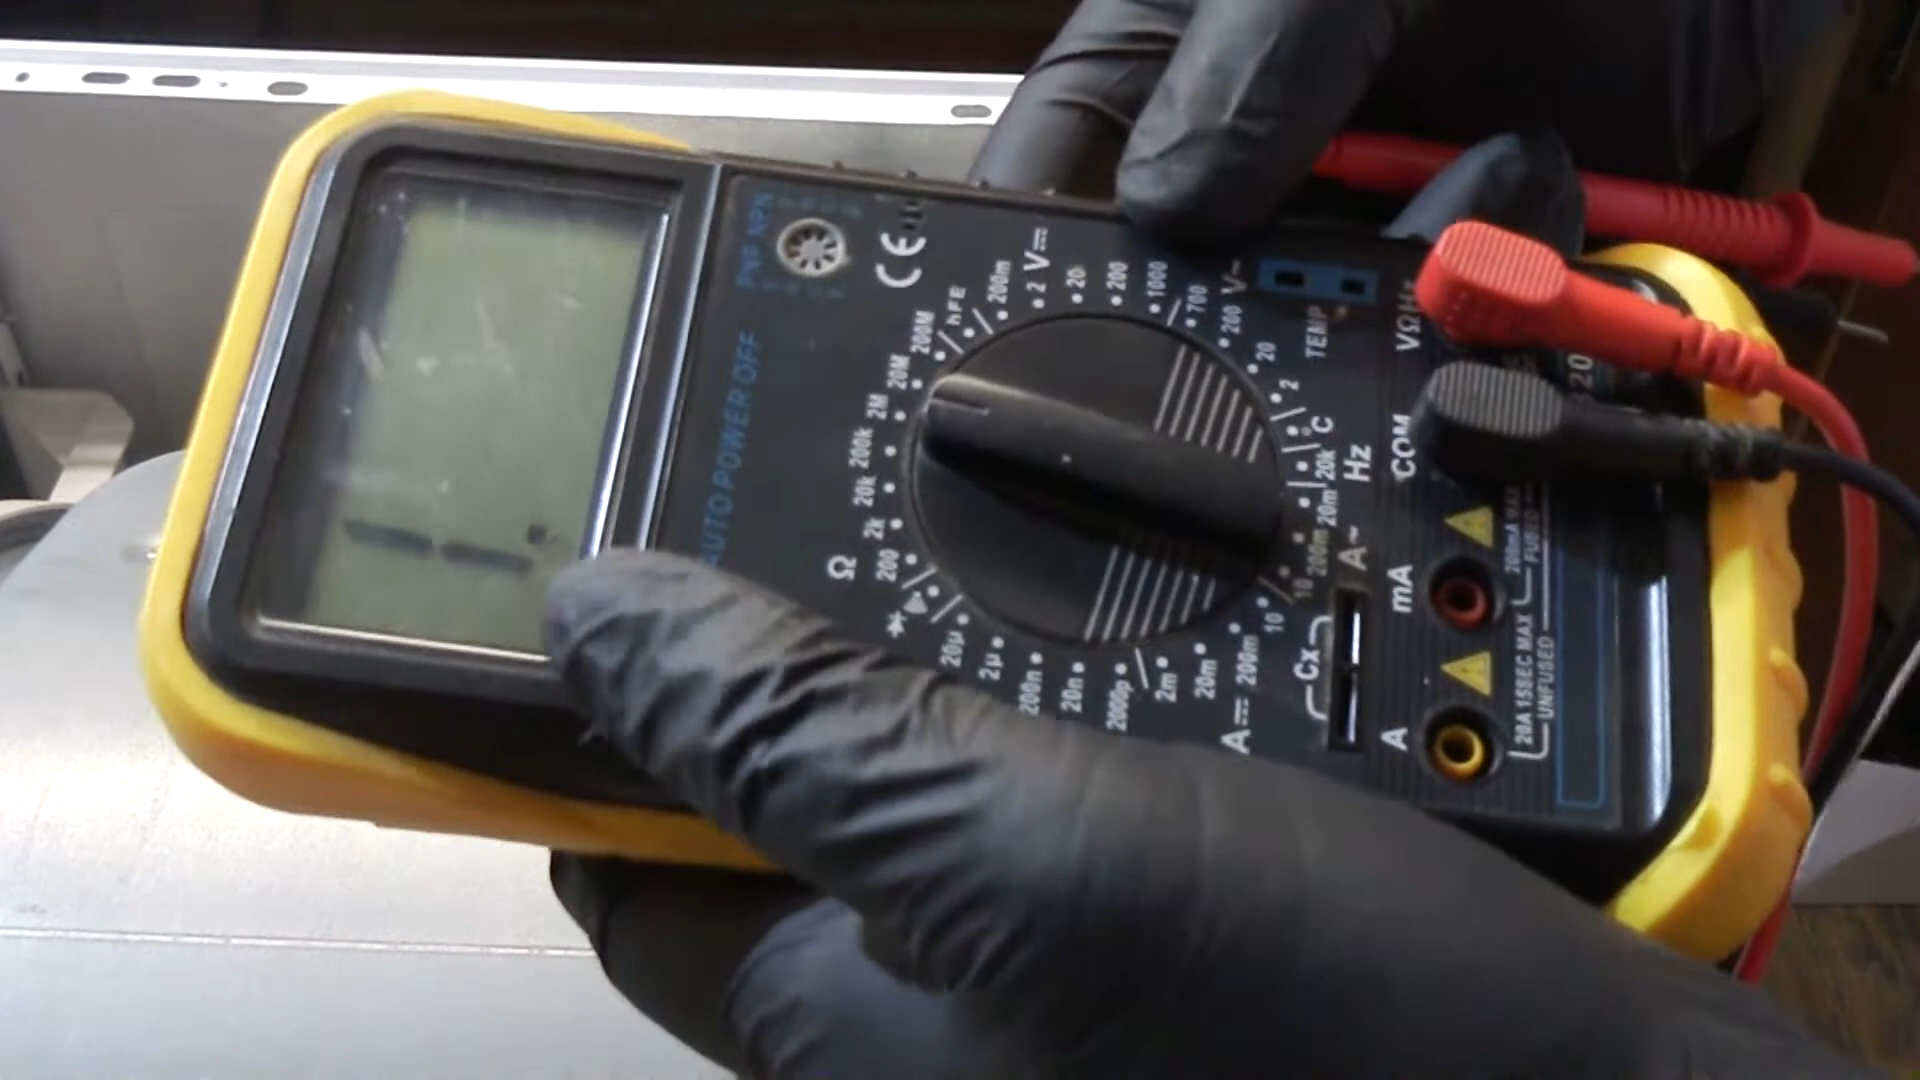 1
PNP NPN
CE
AUTO POWER OFF
hFE
200m
2
V⎓
20
200
1000
700
V~
200
20
2
°C
20k
Hz
20m
200m
A~
10
10
200m
20m
2m
A⎓
200p
20n
200n
2μ
20μ
200
Ω
2k
20k
200k
2M
20M
200M
TEMP
Cx
VΩHz
COM
mA
A
200mA MAX
FUSED
20A 15SEC MAX
UNFUSED